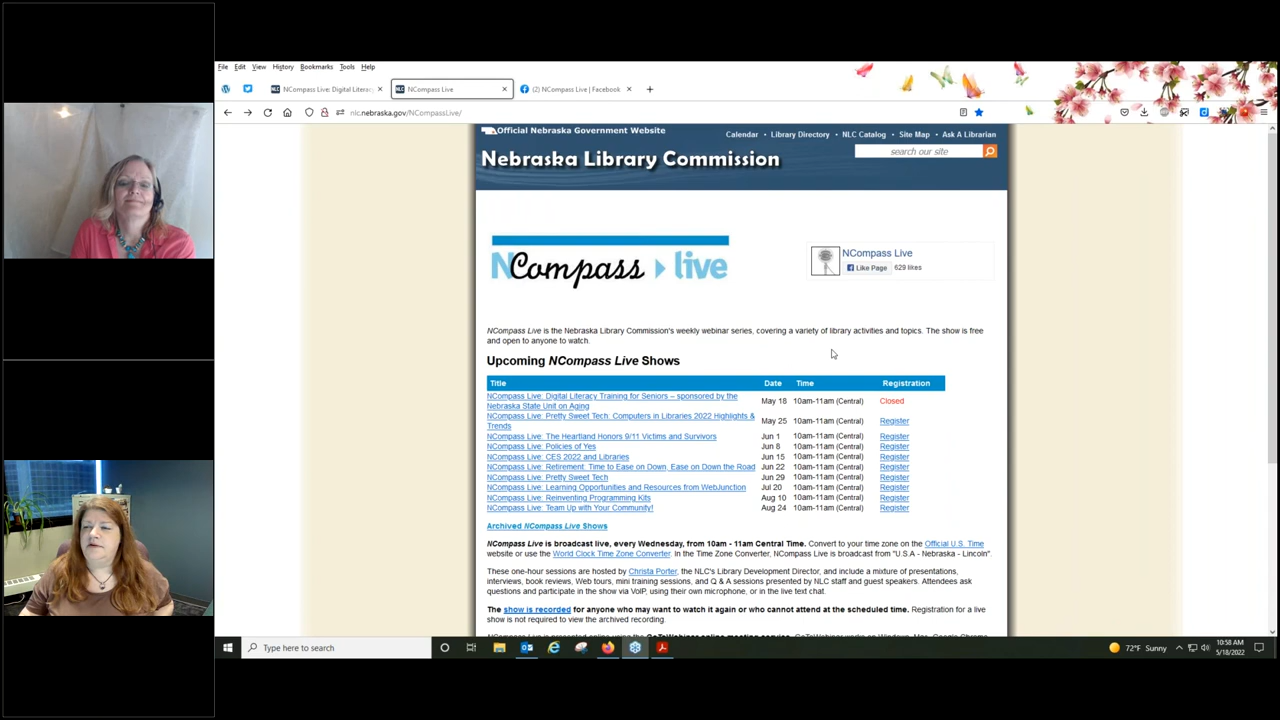 File Edit View History Bookmarks Tools Help
NCompass Live: Digital Literac
NCompass Live
(2) NCompass Live | Facebook
nlc.nebraska.gov/NCompassLive/
Official Nebraska Government Website
Calendar • Library Directory • NLC Catalog • Site Map • Ask A Librarian
Nebraska Library Commission
search our site
NCompass live
NCompass Live
Like Page 629 likes
NCompass Live is the Nebraska Library Commission's weekly webinar series, covering a variety of library activities and topics. The show is free
and open to anyone to watch.
Upcoming NCompass Live Shows
Title Date Time Registration
NCompass Live: Digital Literacy Training for Seniors – sponsored by the
Nebraska State Unit on Aging May 18 10am-11am (Central) Closed
NCompass Live: Pretty Sweet Tech: Computers in Libraries 2022 Highlights &
Trends May 25 10am-11am (Central) Register
NCompass Live: The Heartland Honors 9/11 Victims and Survivors Jun 1 10am-11am (Central) Register
NCompass Live: Policies of Yes Jun 8 10am-11am (Central) Register
NCompass Live: CES 2022 and Libraries Jun 15 10am-11am (Central) Register
NCompass Live: Retirement: Time to Ease on Down, Ease on Down the Road Jun 22 10am-11am (Central) Register
NCompass Live: Pretty Sweet Tech Jun 29 10am-11am (Central) Register
NCompass Live: Learning Opportunities and Resources from WebJunction Jul 20 10am-11am (Central) Register
NCompass Live: Reinventing Programming Kits Aug 10 10am-11am (Central) Register
NCompass Live: Team Up with Your Community! Aug 24 10am-11am (Central) Register
Archived NCompass Live Shows
NCompass Live is broadcast live, every Wednesday, from 10am - 11am Central Time. Convert to your time zone on the Official U.S. Time
website or use the World Clock Time Zone Converter. In the Time Zone Converter, NCompass Live is broadcast from "U.S.A - Nebraska - Lincoln".
These one-hour sessions are hosted by Christa Porter, the NLC's Library Development Director, and include a mixture of presentations,
interviews, book reviews, Web tours, mini training sessions, and Q & A sessions presented by NLC staff and guest speakers. Attendees ask
questions and participate in the show via VoIP, using their own microphone, or in the live text chat.
The show is recorded for anyone who may want to watch it again or who cannot attend at the scheduled time. Registration for a live
show is not required to view the archived recording.
Type here to search
72°F Sunny
10:58 AM
5/18/2022